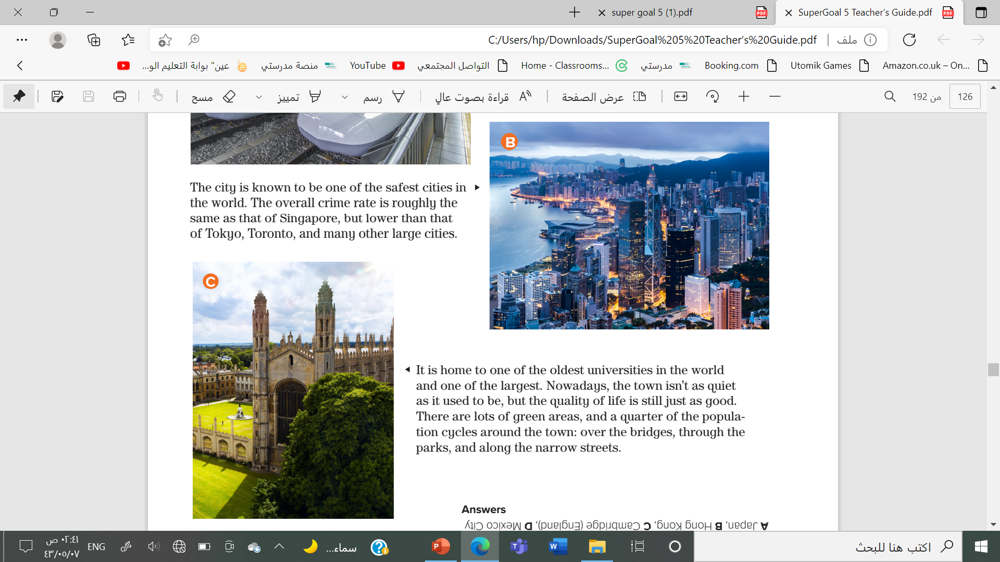 super goal 5 (1).pdf
SuperGoal 5 Teacher's Guide.pdf
C:/Users/hp/Downloads/SuperGoal%205%20Teacher's%20Guide.pdf
ملف
عين" بوابة التعليم الو...
منصة مدرستي
YouTube
التواصل المجتمعي
Home - Classrooms...
مدرستي
Booking.com
Utomik Games
Amazon.co.uk – On...
مسح
تمييز
رسم
قراءة بصوت عالٍ
عرض الصفحة
من 192
126
B
The city is known to be one of the safest cities in
the world. The overall crime rate is roughly the
same as that of Singapore, but lower than that
of Tokyo, Toronto, and many other large cities.
C
It is home to one of the oldest universities in the world
and one of the largest. Nowadays, the town isn't as quiet
as it used to be, but the quality of life is still just as good.
There are lots of green areas, and a quarter of the popula-
tion cycles around the town: over the bridges, through the
parks, and along the narrow streets.
Answers
A Japan, B Hong Kong, C Cambridge (England), D Mexico City
٠٢:٤١ ص
٤٣/٠٥/٠٧
ENG
سماء...
اكتب هنا للبحث